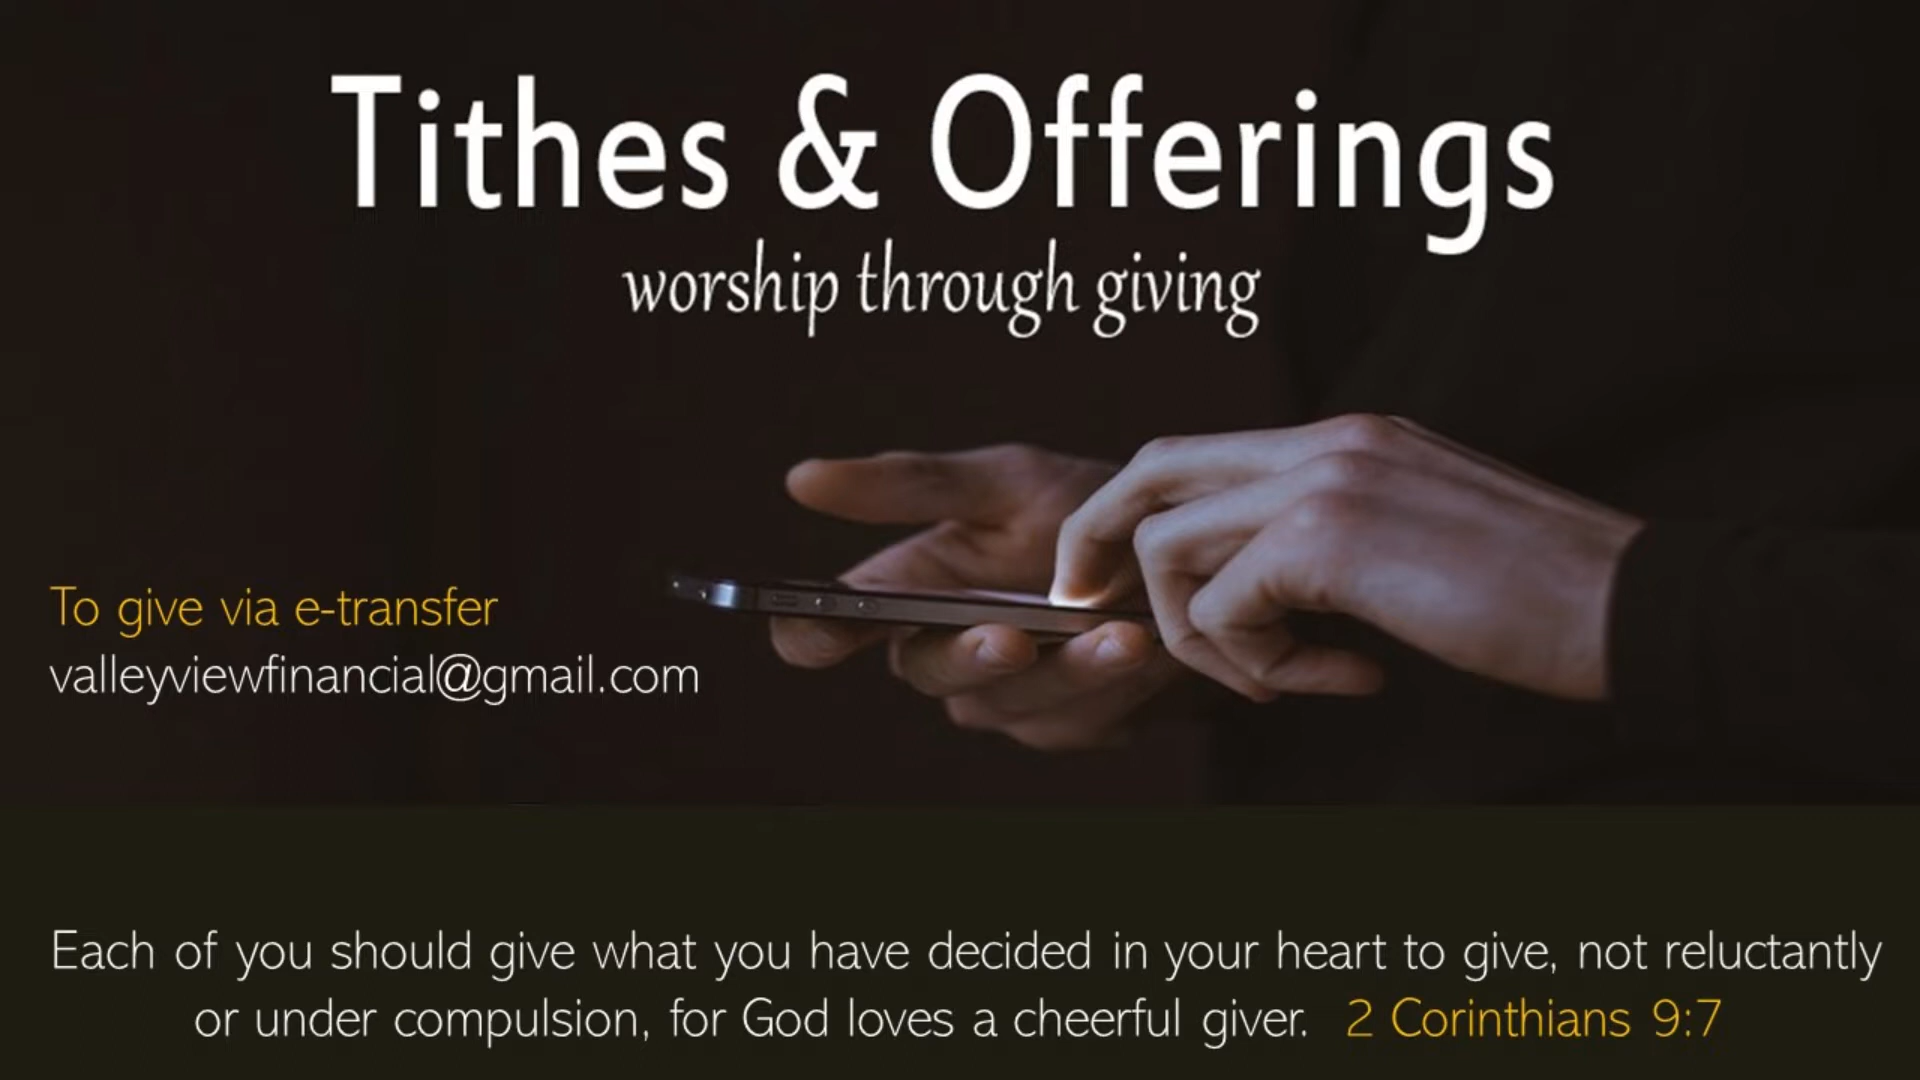 Tithes & Offerings
worship through giving
To give via e-transfer
valleyviewfinancial@gmail.com
Each of you should give what you have decided in your heart to give, not reluctantly
or under compulsion, for God loves a cheerful giver. 2 Corinthians 9:7